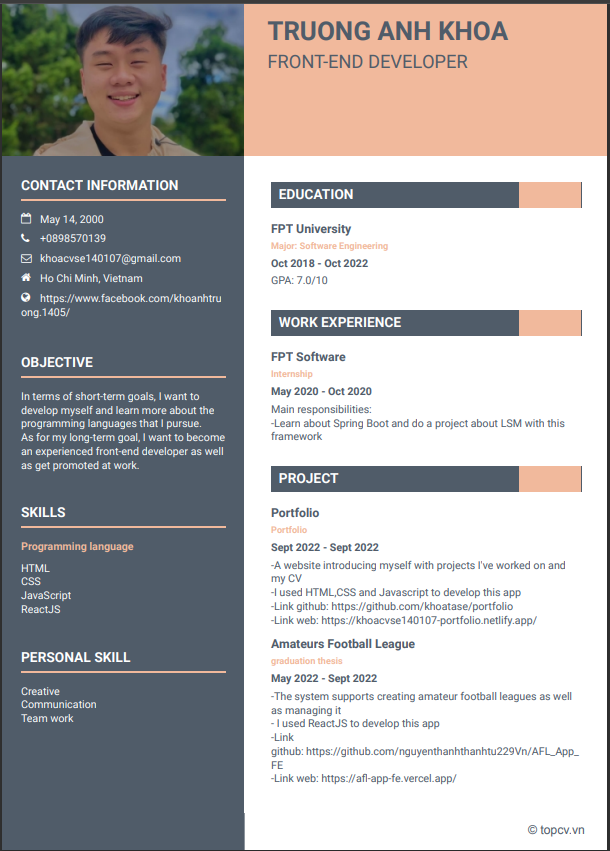 TRUONG ANH KHOA
FRONT-END DEVELOPER
CONTACT INFORMATION
May 14, 2000
+0898570139
khoacvse140107@gmail.com
Ho Chi Minh, Vietnam
https://www.facebook.com/khoanhtru
ong.1405/
OBJECTIVE
In terms of short-term goals, I want to
develop myself and learn more about the
programming languages that I pursue.
As for my long-term goal, I want to become
an experienced front-end developer as well
as get promoted at work.
SKILLS
Programming language
HTML
CSS
JavaScript
ReactJS
PERSONAL SKILL
Creative
Communication
Team work
EDUCATION
FPT University
Major: Software Engineering
Oct 2018 - Oct 2022
GPA: 7.0/10
WORK EXPERIENCE
FPT Software
Internship
May 2020 - Oct 2020
Main responsibilities:
-Learn about Spring Boot and do a project about LSM with this
framework
PROJECT
Portfolio
Portfolio
Sept 2022 - Sept 2022
-A website introducing myself with projects I've worked on and
my CV
-I used HTML,CSS and Javascript to develop this app
-Link github: https://github.com/khoatase/portfolio
-Link web: https://khoacvse140107-portfolio.netlify.app/
Amateurs Football League
graduation thesis
May 2022 - Sept 2022
-The system supports creating amateur football leagues as well
as managing it
- I used ReactJS to develop this app
-Link
github: https://github.com/nguyenthanhthanhtu229Vn/AFL_App_
FE
-Link web: https://afl-app-fe.vercel.app/
© topcv.vn